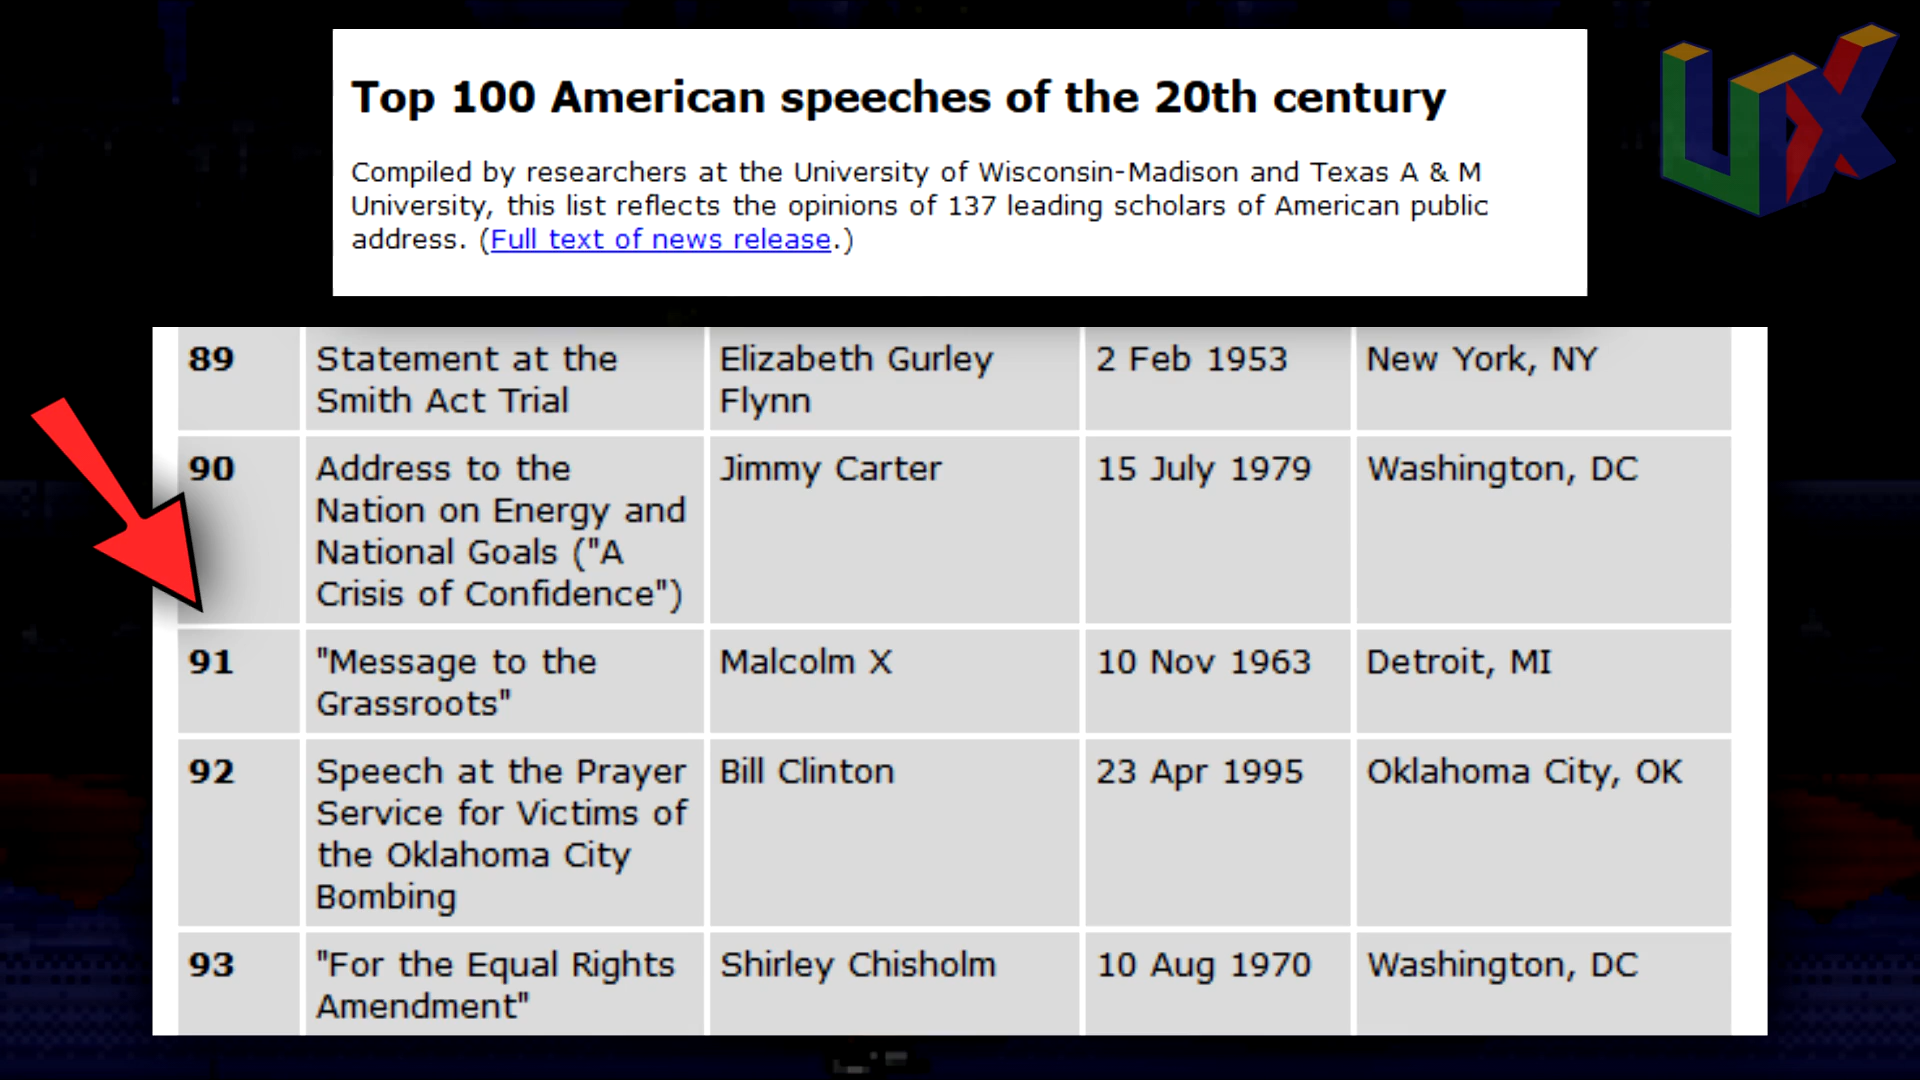 Top 100 American speeches of the 20th century
Compiled by researchers at the University of Wisconsin-Madison and Texas A & M
University, this list reflects the opinions of 137 leading scholars of American public
address. (Full text of news release.)
UX
89 Statement at the Elizabeth Gurley 2 Feb 1953 New York, NY
Smith Act Trial Flynn
90 Address to the Jimmy Carter 15 July 1979 Washington, DC
Nation on Energy and
National Goals ("A
Crisis of Confidence")
91 "Message to the Malcolm X 10 Nov 1963 Detroit, MI
Grassroots"
92 Speech at the Prayer Bill Clinton 23 Apr 1995 Oklahoma City, OK
Service for Victims of
the Oklahoma City
Bombing
93 "For the Equal Rights Shirley Chisholm 10 Aug 1970 Washington, DC
Amendment"